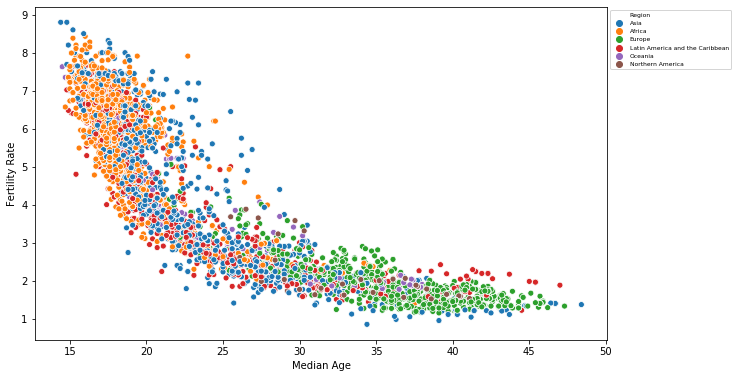 Region
Asia
Africa
Europe
Latin America and the Caribbean
Oceania
Northern America
9
8
7
6
5
4
3
2
1
Fertility Rate
15 20 25 30 35 40 45 50
Median Age